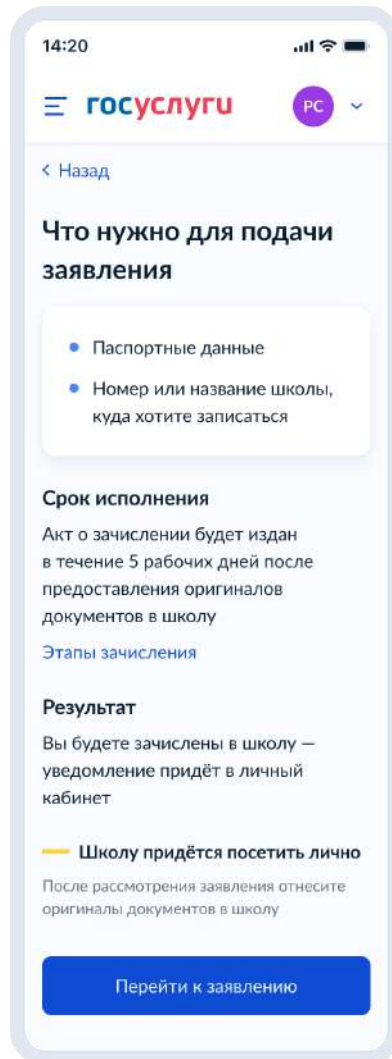 14:20
госуслуги
РС
Назад
Что нужно для подачи
заявления
Паспортные данные
Номер или название школы,
куда хотите записаться
Срок исполнения
Акт о зачислении будет издан
в течение 5 рабочих дней после
предоставления оригиналов
документов в школу
Этапы зачисления
Результат
Вы будете зачислены в школу —
уведомление придёт в личный
кабинет
Школу придётся посетить лично
После рассмотрения заявления отнесите
оригиналы документов в школу
Перейти к заявлению